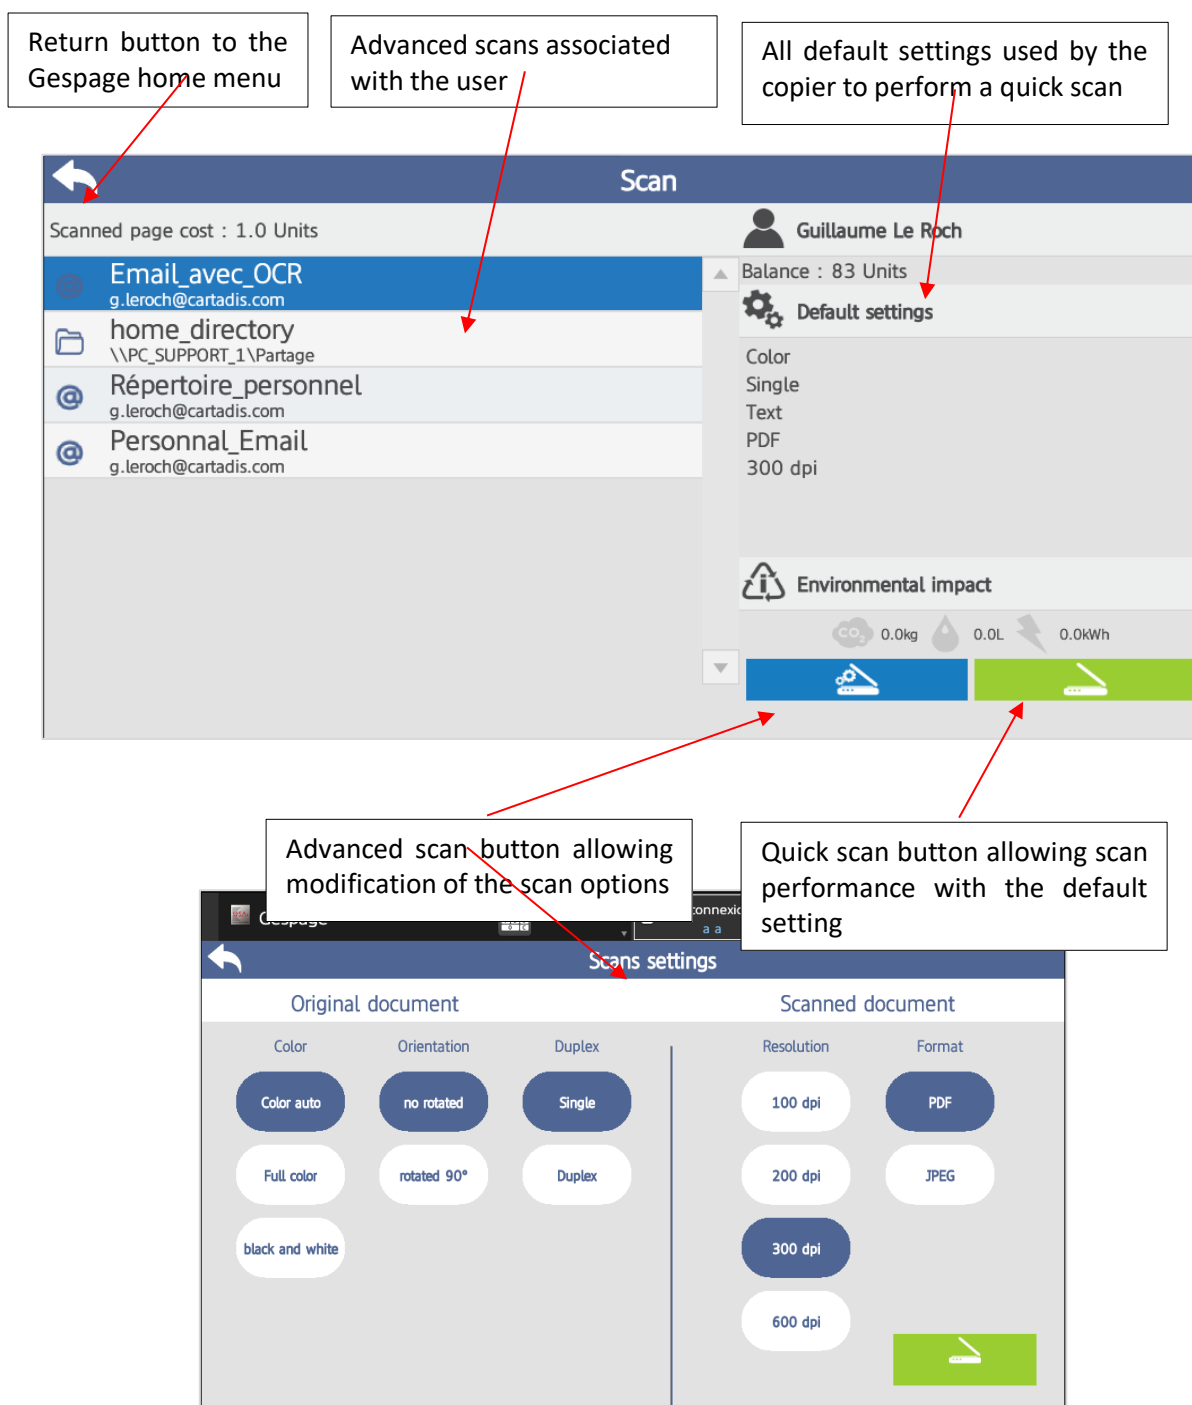 Return button to the
Gespage home menu
Advanced scans associated
with the user
All default settings used by the
copier to perform a quick scan
Scan
Scanned page cost : 1.0 Units
Guillaume Le Roch
Email_avec_OCR
g.leroch@cartadis.com
home_directory
\\PC_SUPPORT_1\Partage
Répertoire_personnel
g.leroch@cartadis.com
Personnal_Email
g.leroch@cartadis.com
Balance : 83 Units
Default settings
Color
Single
Text
PDF
300 dpi
Environmental impact
CO2 0.0kg 0.0L 0.0kWh
Advanced scan button allowing
modification of the scan options
Quick scan button allowing scan
performance with the default
setting
Gespage
a a
Scans settings
Original document
Scanned document
Color Orientation Duplex Resolution Format
Color auto no rotated Single 100 dpi PDF
Full color rotated 90° Duplex 200 dpi JPEG
black and white 300 dpi
600 dpi